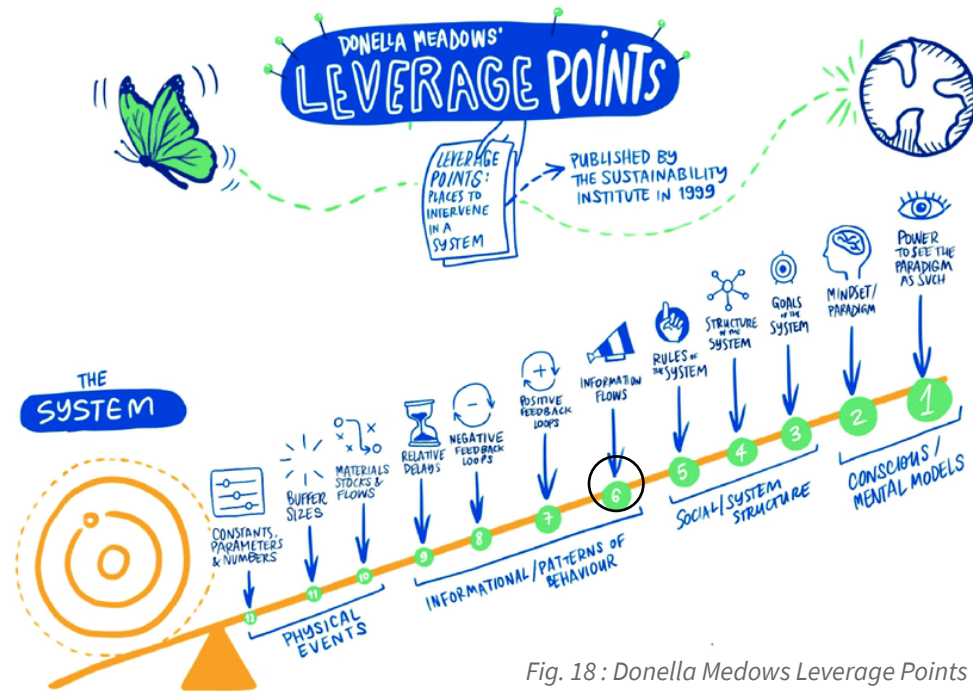 DONELLA MEADOWS'
LEVERAGE POINTS
LEVERAGE
POINTS:
PLACES TO
INTERVENE
IN A
SYSTEM
PUBLISHED BY
THE SUSTAINABILITY
INSTITUTE IN 1999
THE
SYSTEM
CONSTANTS,
PARAMETERS
& NUMBERS
BUFFER
SIZES
MATERIALS
STOCKS &
FLOWS
RELATIVE
DELAYS
NEGATIVE
FEEDBACK
LOOPS
POSITIVE
FEEDBACK
LOOPS
INFORMATION
FLOWS
RULES OF
THE SYSTEM
STRUCTURE
OF THE
SYSTEM
GOALS
OF THE
SYSTEM
MINDSET/
PARADIGM
POWER
TO SEE THE
PARADIGM
AS SUCH
11
10
9
8
7
6
5
4
3
2
1
PHYSICAL
EVENTS
INFORMATIONAL/PATTERNS OF
BEHAVIOUR
SOCIAL/SYSTEM
STRUCTURE
CONSCIOUS/
MENTAL MODELS
Fig. 18 : Donella Medows Leverage Points